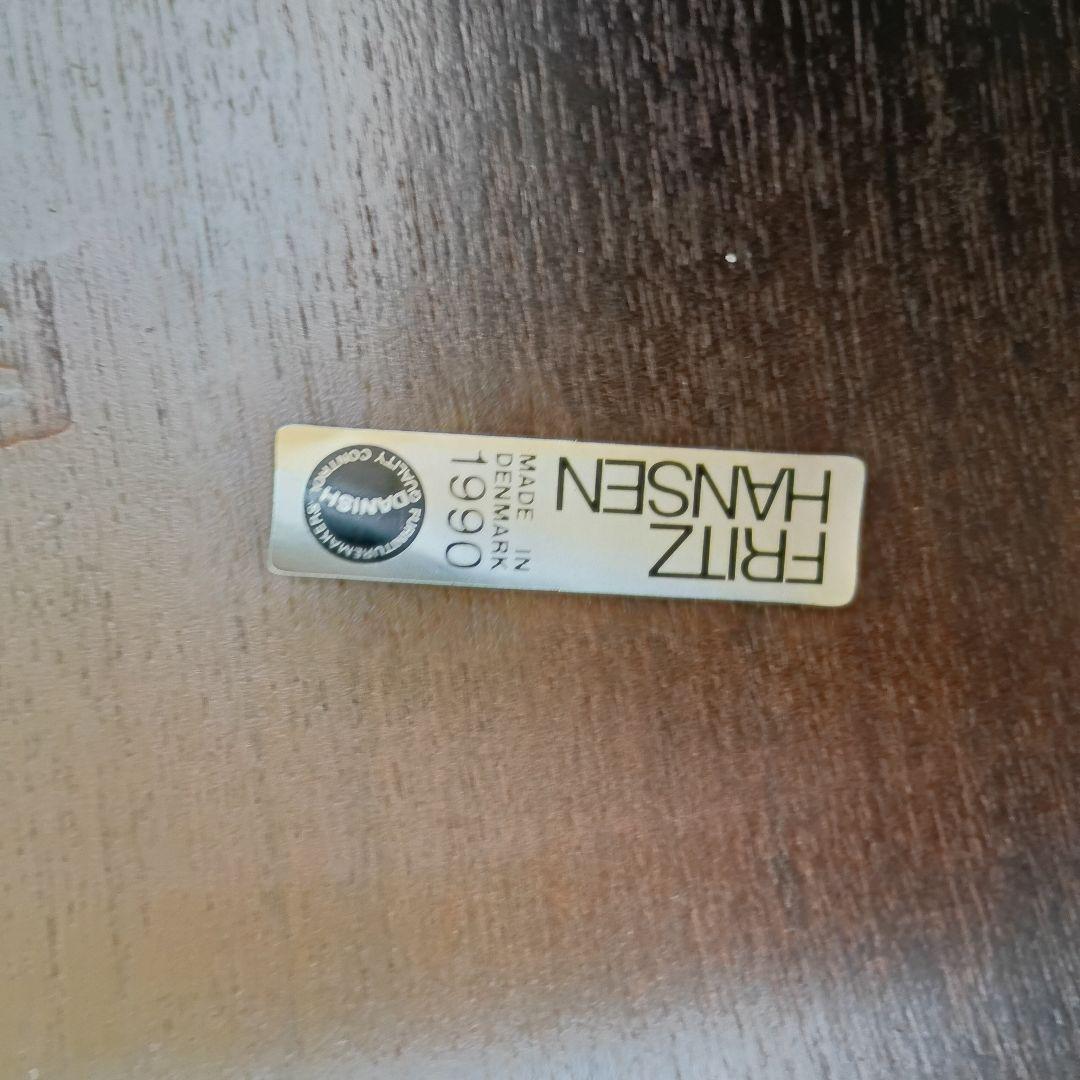 FRITZ
HANSEN
MADE IN
DENMARK
1990
DANISH
FURNITUREMAKERS'
QUALITY CONTROL